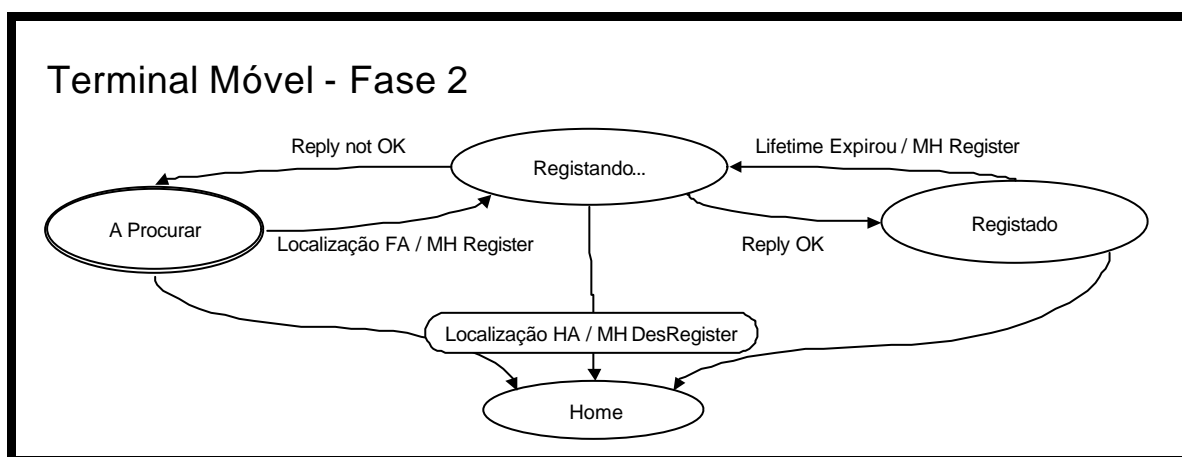 Terminal Móvel - Fase 2
Reply not OK
Registando...
Lifetime Expirou / MH Register
A Procurar
Localização FA / MH Register
Reply OK
Registado
Localização HA / MH DesRegister
Home